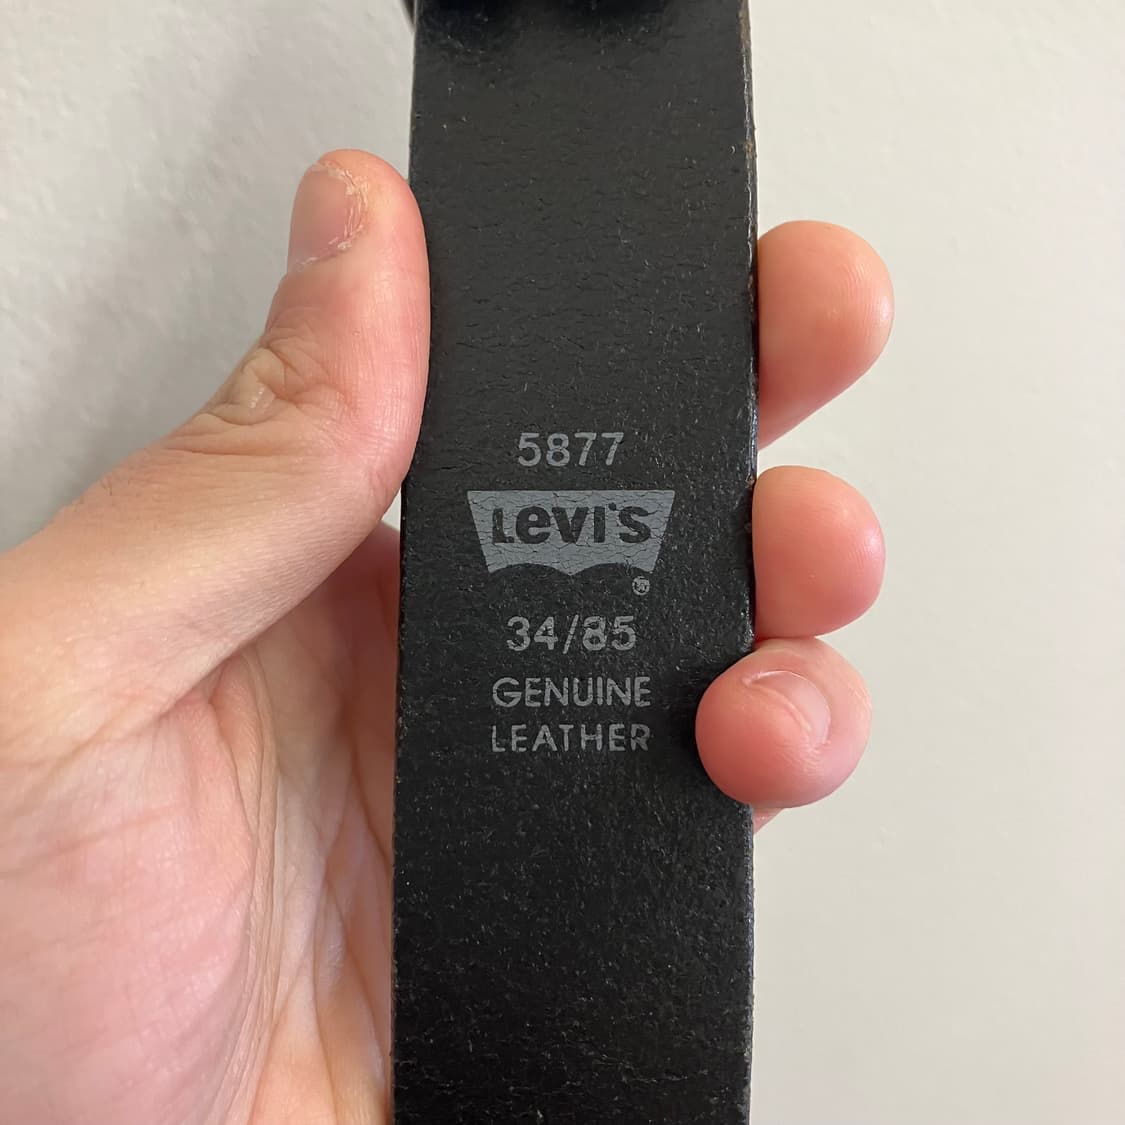 5877
Levi's
®
34/85
GENUINE
LEATHER